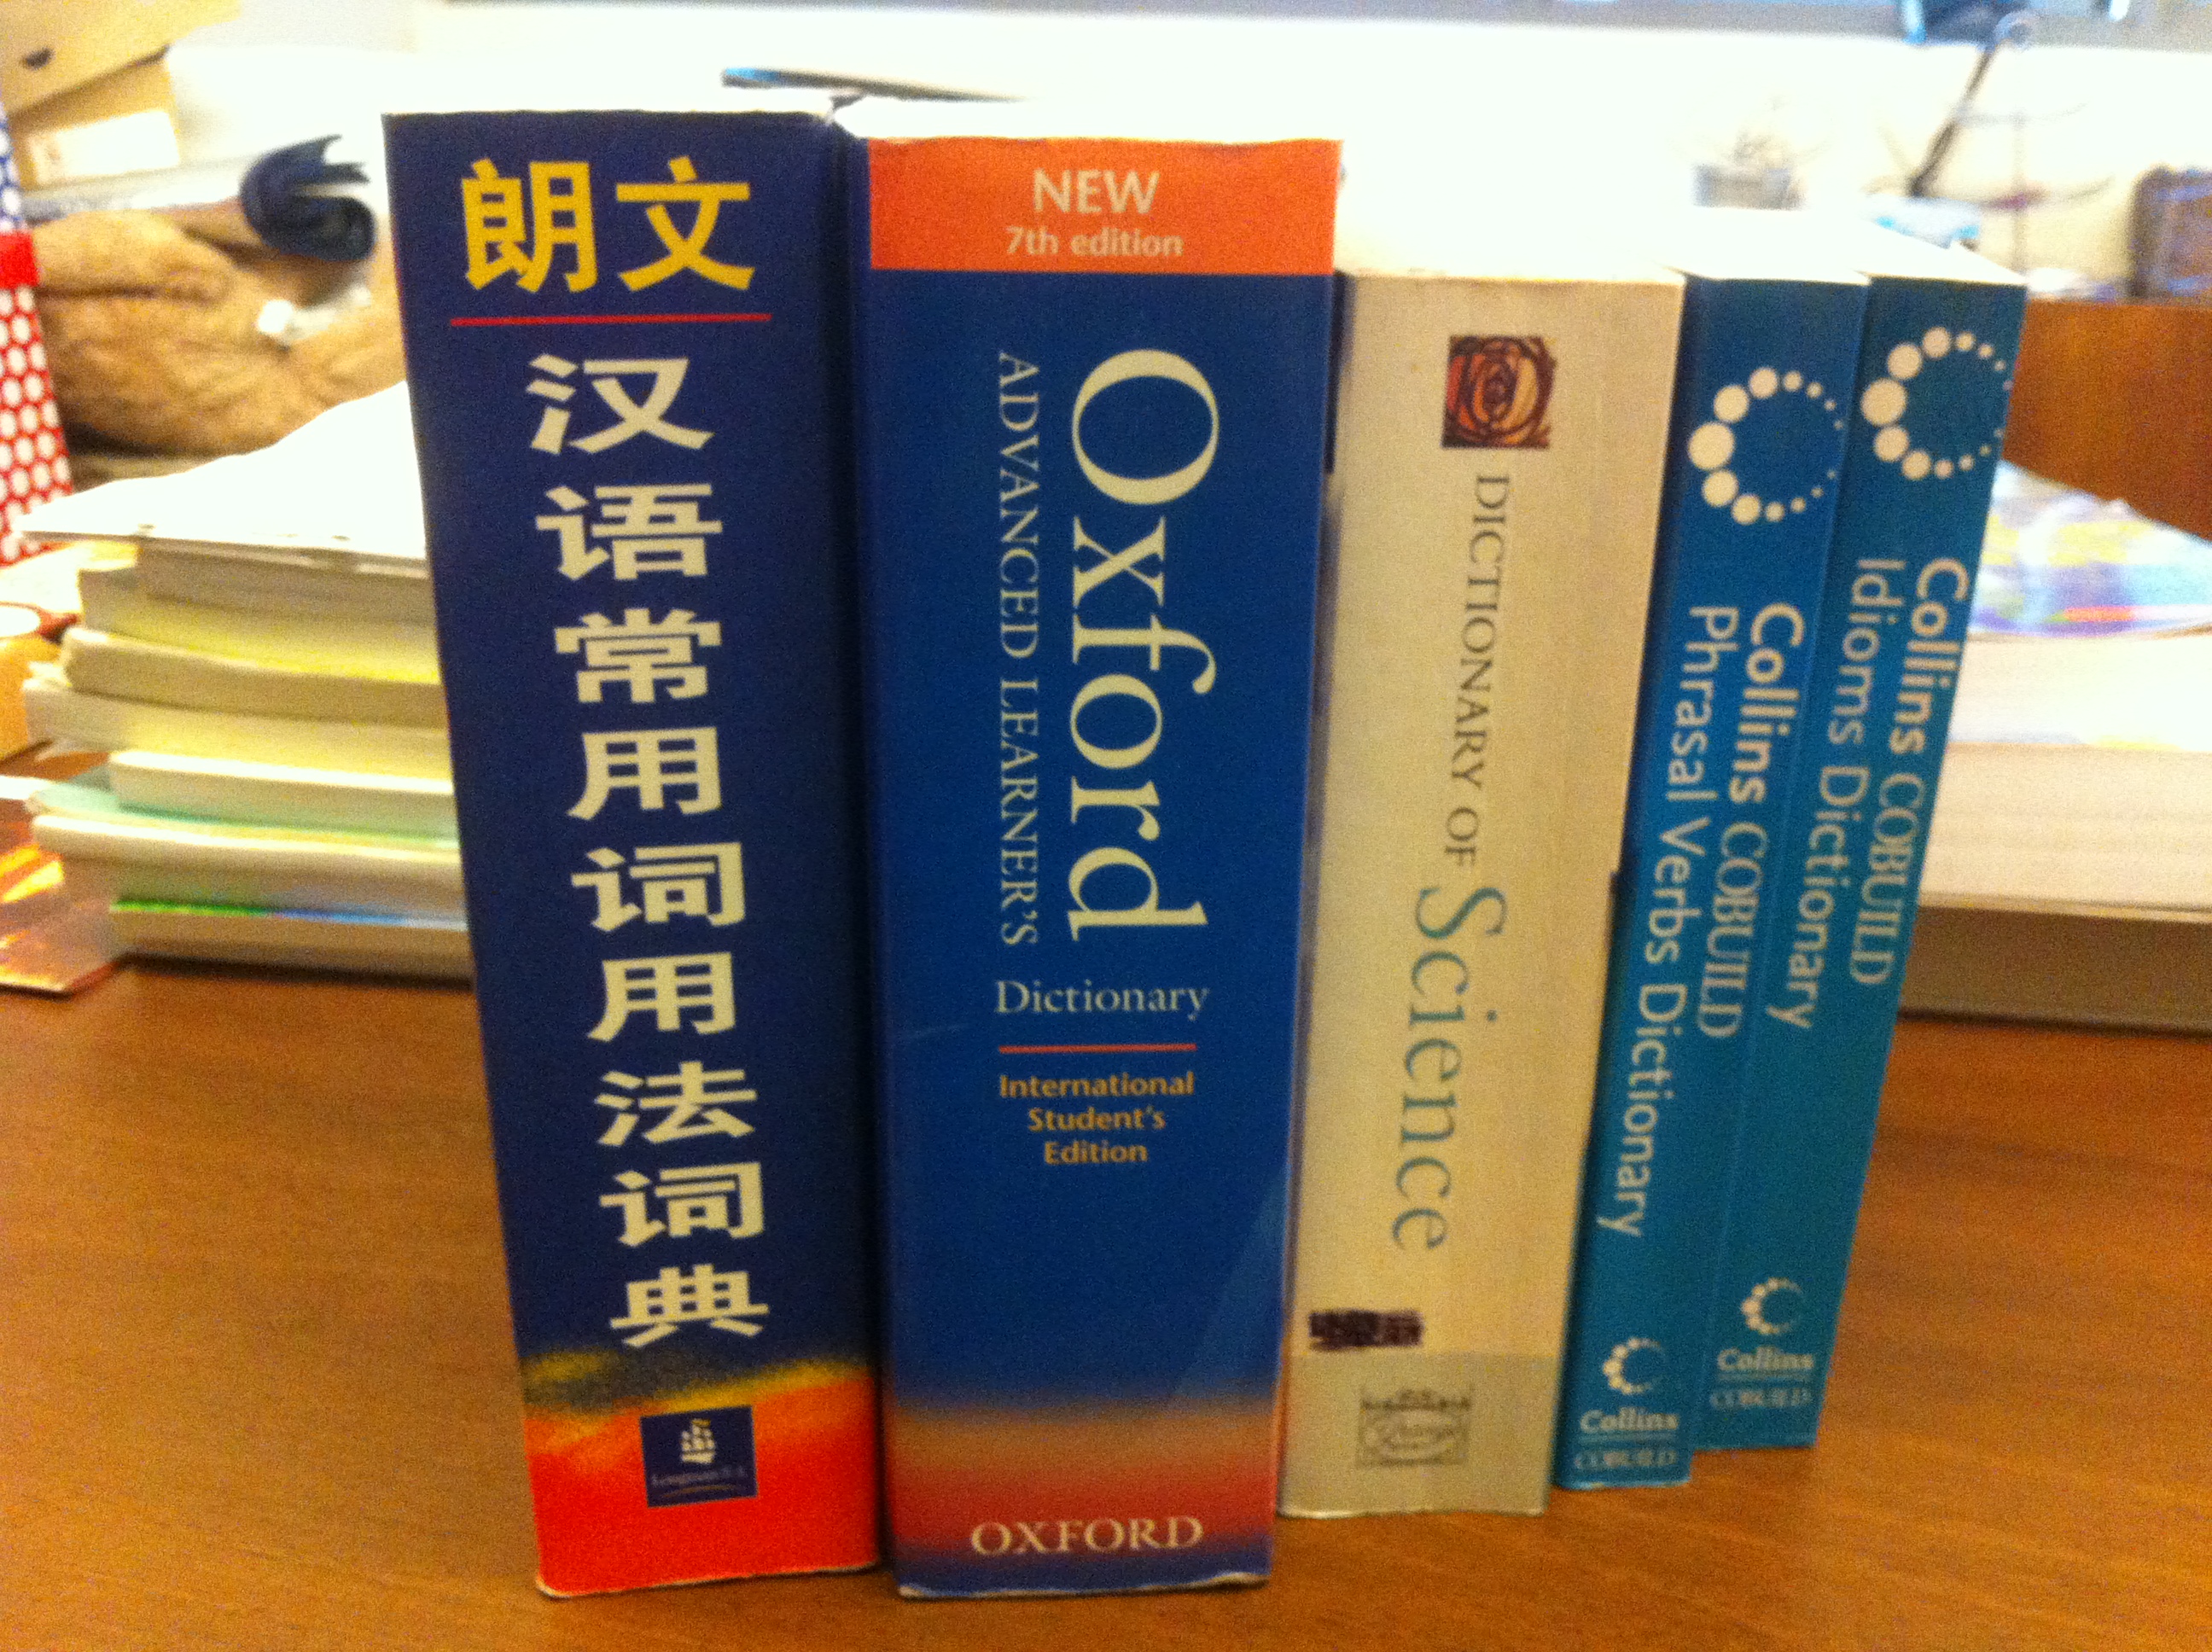 朗文
汉语常用词用法词典
NEW
7th edition
Oxford
ADVANCED LEARNER'S
Dictionary
International
Student's
Edition
OXFORD
DICTIONARY OF
Science
Collins COBUILD
Phrasal Verbs Dictionary
Collins
COBUILD
Collins COBUILD
Idioms Dictionary
Collins
COBUILD